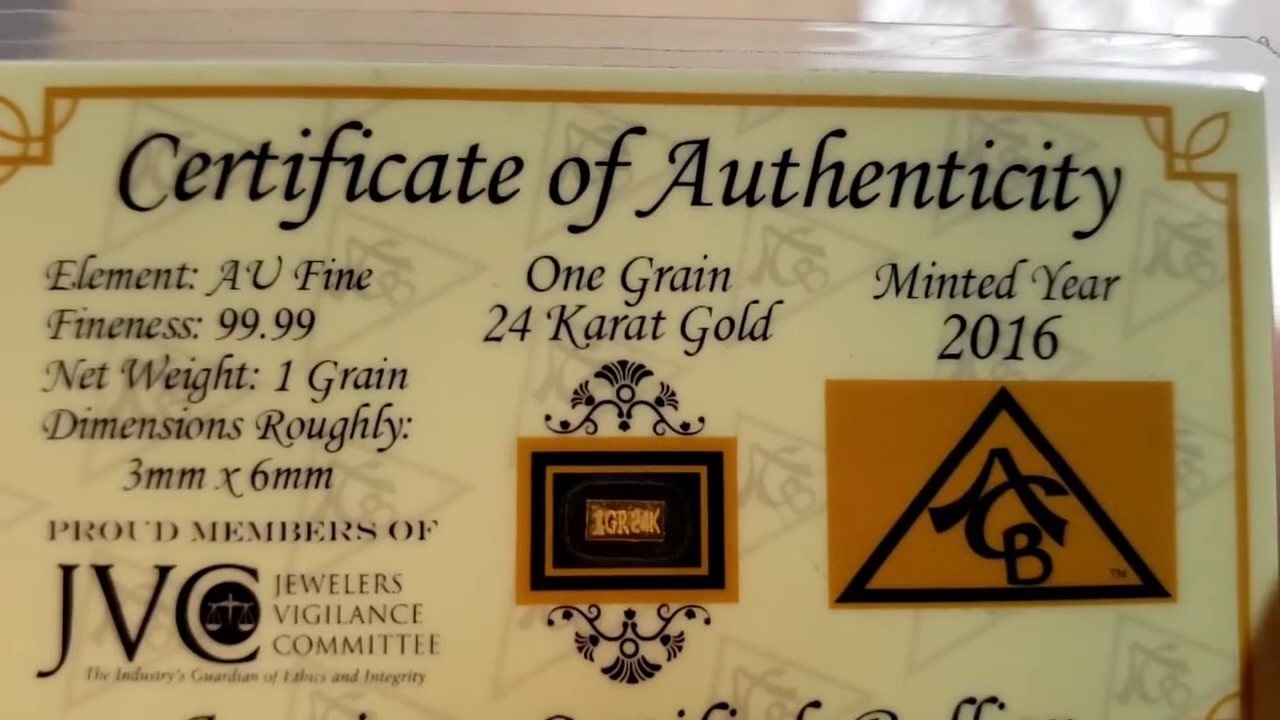 Certificate of Authenticity
Element: AU Fine
Fineness: 99.99
Net Weight: 1 Grain
Dimensions Roughly:
3mm x 6mm
PROUD MEMBERS OF
JVC
JEWELERS
VIGILANCE
COMMITTEE
The Industry's Guardian of Ethics and Integrity
One Grain
24 Karat Gold
1GR 24K
Minted Year
2016
ACB
TM